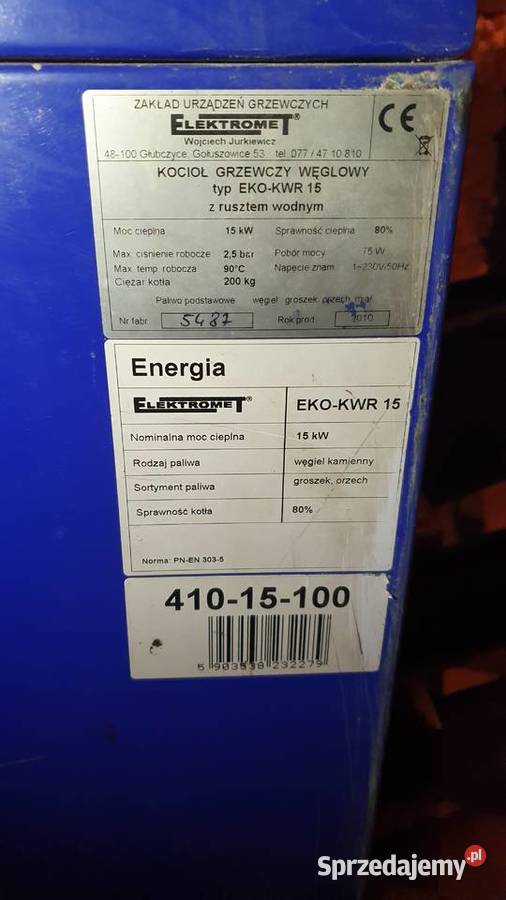 ZAKŁAD URZĄDZEŃ GRZEWCZYCH
ELEKTROMET®
Wojciech Jurkiewicz
48-100 Głubczyce, Gołuszowice 53 tel. 077 / 47 10 810
CE
KOCIOŁ GRZEWCZY WĘGLOWY
typ EKO-KWR 15
z rusztem wodnym
Moc cieplna 15 kW Sprawność cieplna 80%
Max. ciśnienie robocze 2,5 bar Pobór mocy 75 W
Max. temp. robocza 90°C Napięcie znam. 1~230V/50Hz
Ciężar kotła 200 kg
Paliwo podstawowe węgiel groszek, orzech, miał
Nr fabr. 5487 Rok prod. 2010
Energia
ELEKTROMET® EKO-KWR 15
Nominalna moc cieplna 15 kW
Rodzaj paliwa węgiel kamienny
Sortyment paliwa groszek, orzech
Sprawność kotła 80%
Norma: PN-EN 303-5
410-15-100
5 903538 232279
Sprzedajemy.pl